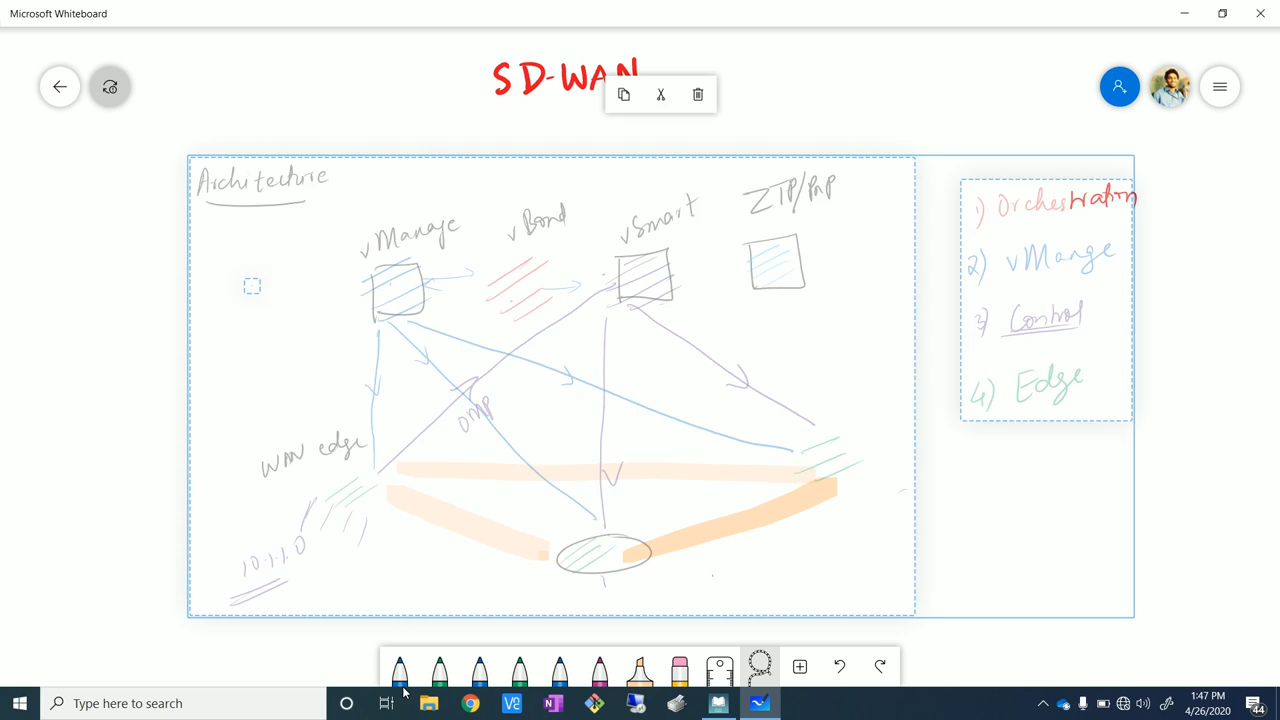 Microsoft Whiteboard
SD-WAN
Architecture
vManage
vBond
vSmart
ZTP/PnP
1) Orchestration
2) vMange
3) Control
4) Edge
OMP
WAN edge
10.1.1.0
Type here to search
1:47 PM
4/26/2020
44